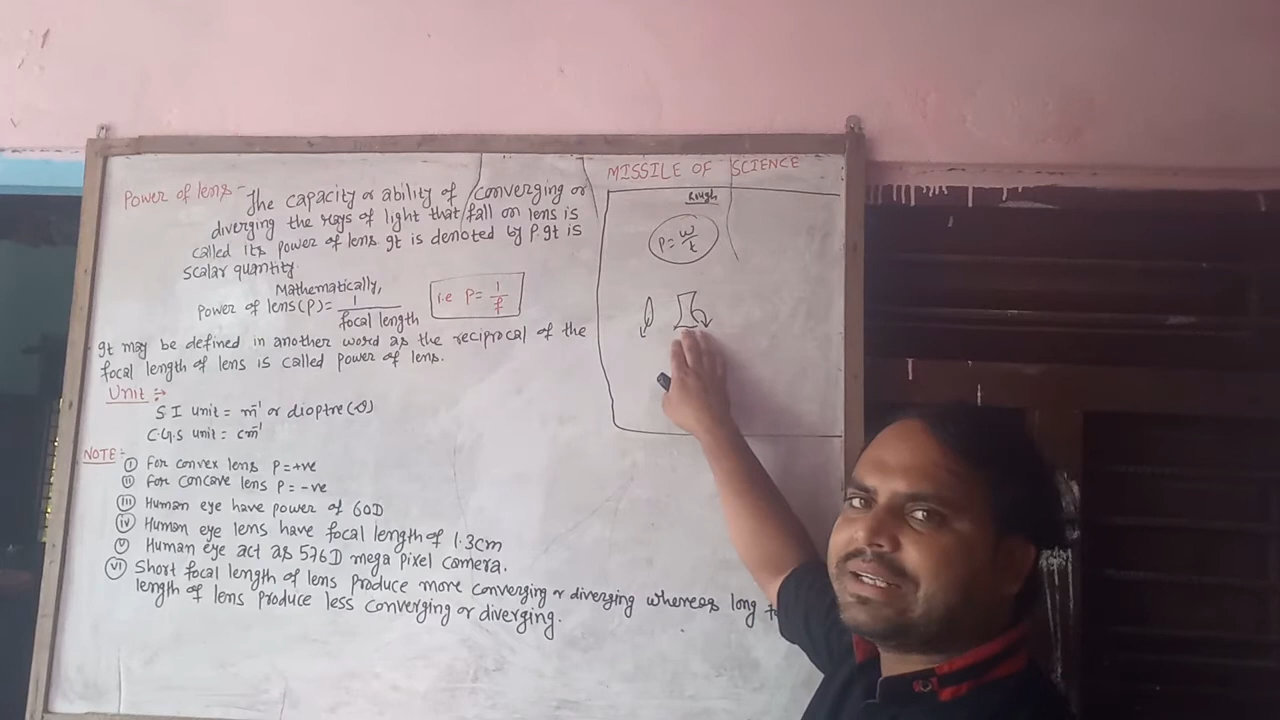 MISSILE OF SCIENCE
Power of lens - The capacity or ability of converging or
diverging the rays of light that fall on lens is
called its power of lens. It is denoted by P. It is
scalar quantity.
Mathematically,
Power of lens(P) = 1/focal length
i.e P = 1/f
It may be defined in another word as the reciprocal of the
focal length of lens is called power of lens.
Unit :→
S.I unit = m⁻¹ or dioptre(D)
C.G.S unit = cm⁻¹
NOTE :-
(i) For convex lens P = +ve
(ii) For concave lens P = -ve
(iii) Human eye have power of 60D
(iv) Human eye lens have focal length of 1.3cm
(v) Human eye act as 576D mega pixel comera.
(vi) Short focal length of lens produce more converging or diverging whereas long fo
length of lens produce less converging or diverging.
Rough
P = w/t